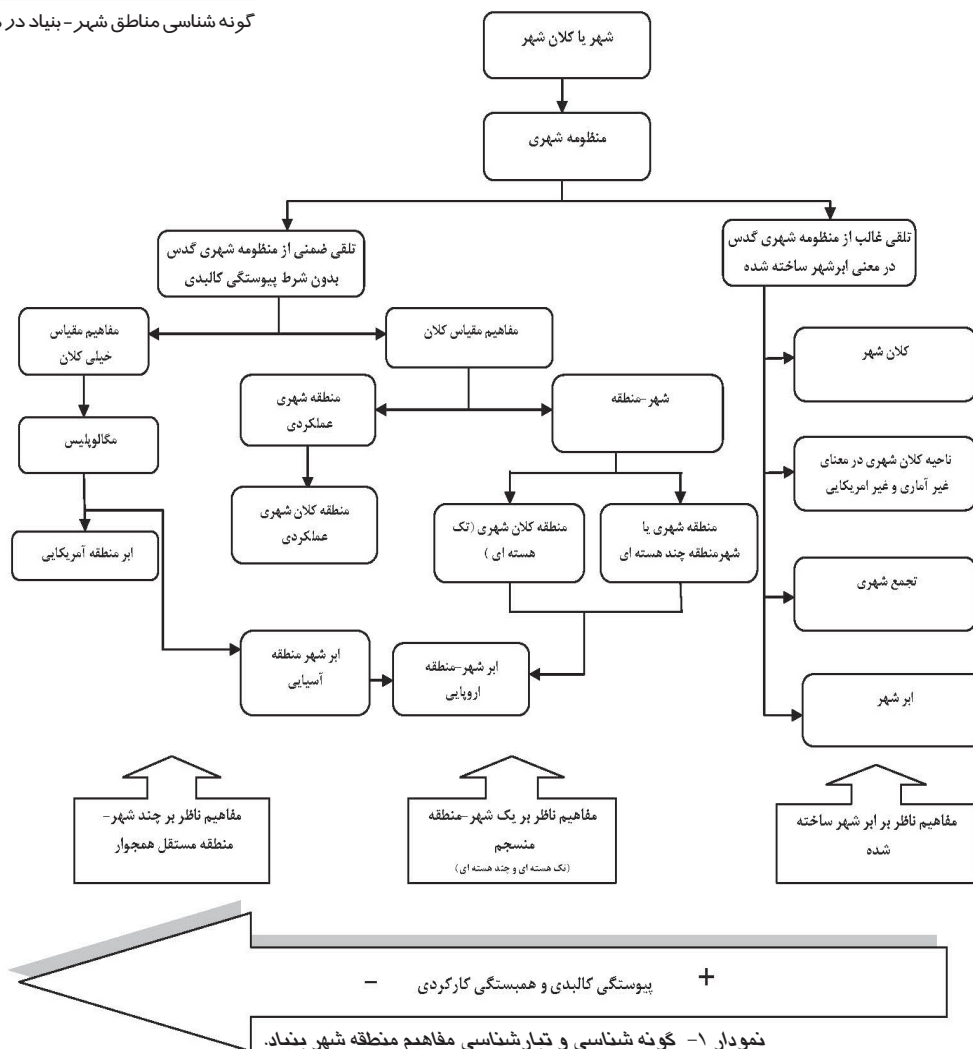 گونه شناسی مناطق شهر-بنیاد در
شهر یا کلان شهر
منظومه شهری
تلقی غالب از منظومه شهری گدس
در معنی ابرشهر ساخته شده
تلقی ضمنی از منظومه شهری گدس
بدون شرط پیوستگی کالبدی
کلان شهر
ناحیه کلان شهری در معنای
غیر آماری و غیر امریکایی
تجمع شهری
ابر شهر
مفاهیم مقیاس کلان
مفاهیم مقیاس
خیلی کلان
شهر-منطقه
منطقه شهری
عملکردی
مگالوپلیس
منطقه شهری یا
شهرمنطقه چند هسته ای
منطقه کلان شهری (تک
هسته ای )
منطقه کلان شهری
عملکردی
ابر منطقه آمریکایی
ابر شهر-منطقه
اروپایی
ابر شهر منطقه
آسیایی
مفاهیم ناظر بر ابر شهر ساخته
شده
مفاهیم ناظر بر یک شهر-منطقه
منسجم
(تک هسته ای و چند هسته ای)
مفاهیم ناظر بر چند شهر-
منطقه مستقل همجوار
+ پیوستگی کالبدی و همبستگی کارکردی -
نمودار ۱- گونه شناسی و تبارشناسی مفاهیم منطقه شهر بنیاد.